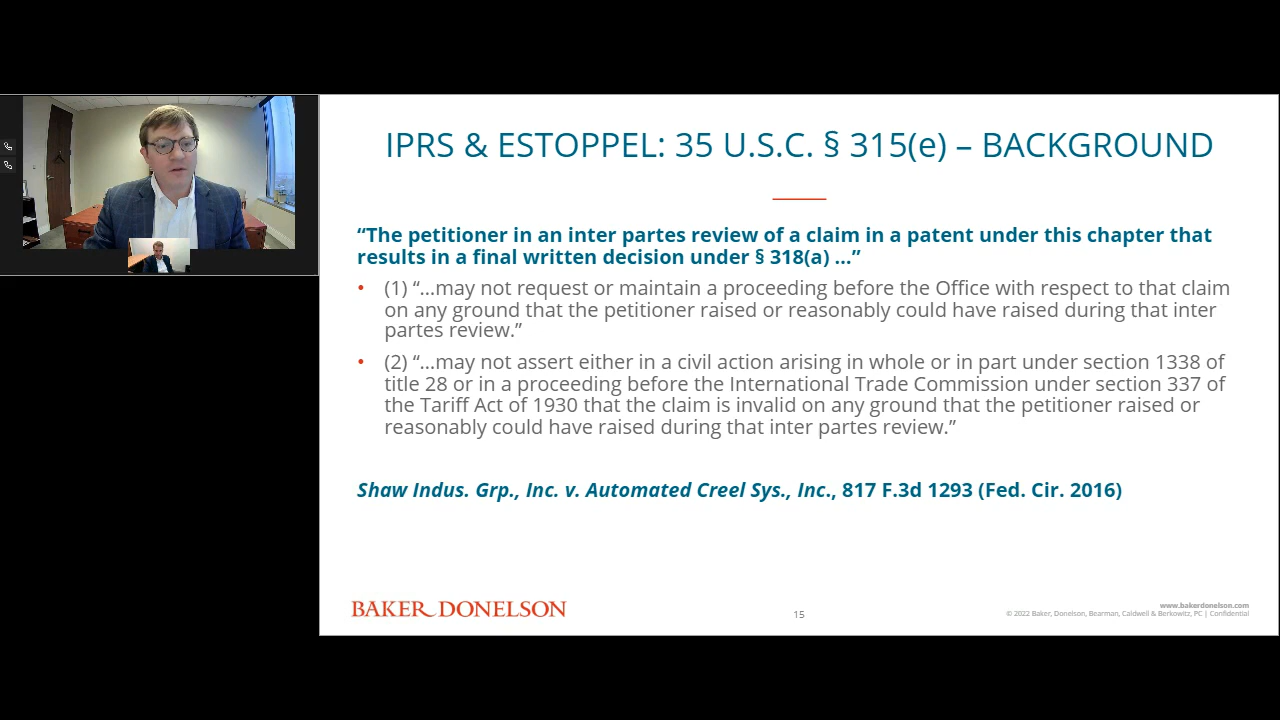 IPRS & ESTOPPEL: 35 U.S.C. § 315(e) – BACKGROUND
“The petitioner in an inter partes review of a claim in a patent under this chapter that
results in a final written decision under § 318(a) …”
• (1) “…may not request or maintain a proceeding before the Office with respect to that claim
on any ground that the petitioner raised or reasonably could have raised during that inter
partes review.”
• (2) “…may not assert either in a civil action arising in whole or in part under section 1338 of
title 28 or in a proceeding before the International Trade Commission under section 337 of
the Tariff Act of 1930 that the claim is invalid on any ground that the petitioner raised or
reasonably could have raised during that inter partes review.”
Shaw Indus. Grp., Inc. v. Automated Creel Sys., Inc., 817 F.3d 1293 (Fed. Cir. 2016)
BAKER DONELSON
15
www.bakerdonelson.com
© 2022 Baker, Donelson, Bearman, Caldwell & Berkowitz, PC | Confidential